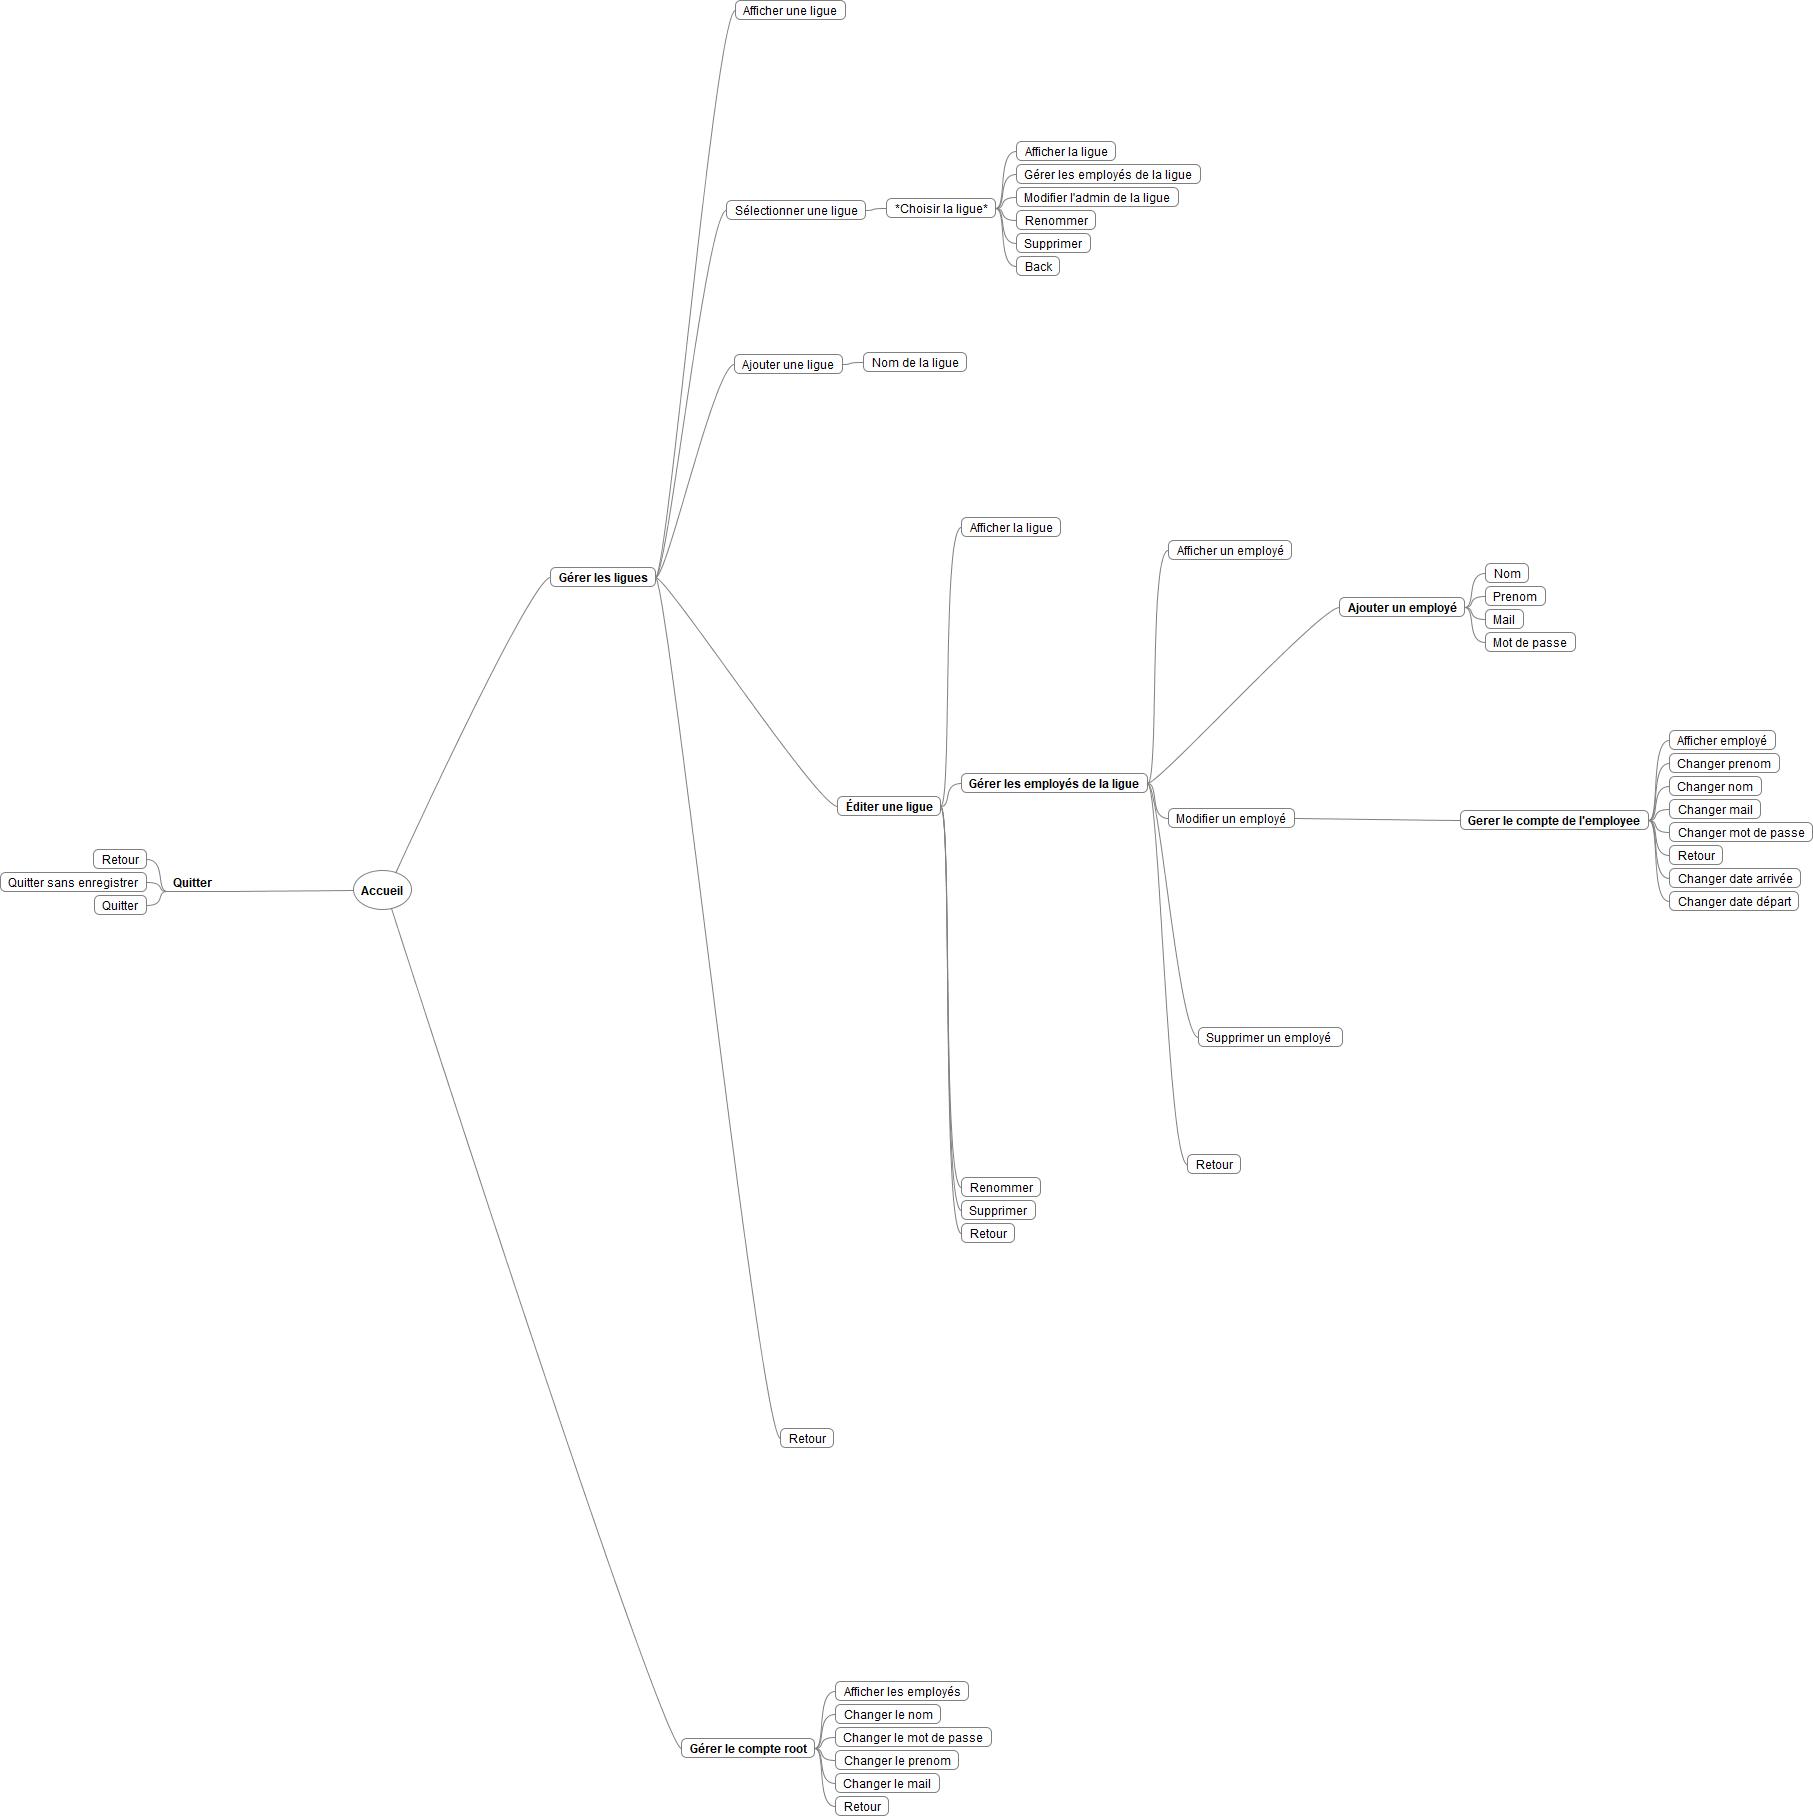 Afficher une ligue
Sélectionner une ligue
*Choisir la ligue*
Afficher la ligue
Gérer les employés de la ligue
Modifier l'admin de la ligue
Renommer
Supprimer
Back
Ajouter une ligue
Nom de la ligue
Gérer les ligues
Éditer une ligue
Afficher la ligue
Gérer les employés de la ligue
Afficher un employé
Ajouter un employé
Nom
Prenom
Mail
Mot de passe
Modifier un employé
Gerer le compte de l'employee
Afficher employé
Changer prenom
Changer nom
Changer mail
Changer mot de passe
Retour
Changer date arrivée
Changer date départ
Supprimer un employé
Retour
Renommer
Supprimer
Retour
Retour
Accueil
Quitter
Retour
Quitter sans enregistrer
Quitter
Gérer le compte root
Afficher les employés
Changer le nom
Changer le mot de passe
Changer le prenom
Changer le mail
Retour